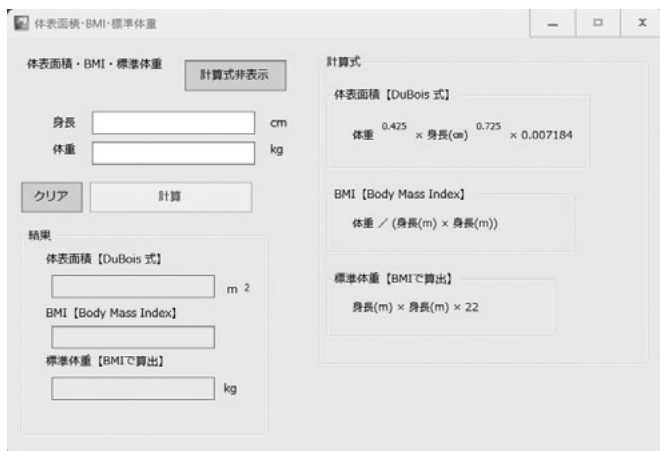 体表面積・BMI・標準体重
体表面積・BMI・標準体重
計算式非表示
身長
cm
体重
kg
クリア
計算
結果
体表面積【DuBois 式】
m 2
BMI【Body Mass Index】
標準体重【BMIで算出】
kg
計算式
体表面積【DuBois 式】
体重 0.425 × 身長(㎝) 0.725 × 0.007184
BMI【Body Mass Index】
体重 ／ (身長(m) × 身長(m))
標準体重【BMIで算出】
身長(m) × 身長(m) × 22